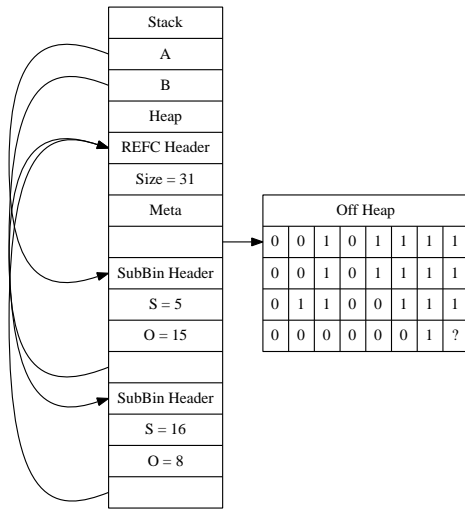 Stack
A
B
Heap
REFC Header
Size = 31
Meta
SubBin Header
S = 5
O = 15
SubBin Header
S = 16
O = 8
Off Heap
0 0 1 0 1 1 1 1
0 0 1 0 1 1 1 1
0 1 1 0 0 1 1 1
0 0 0 0 0 0 1 ?